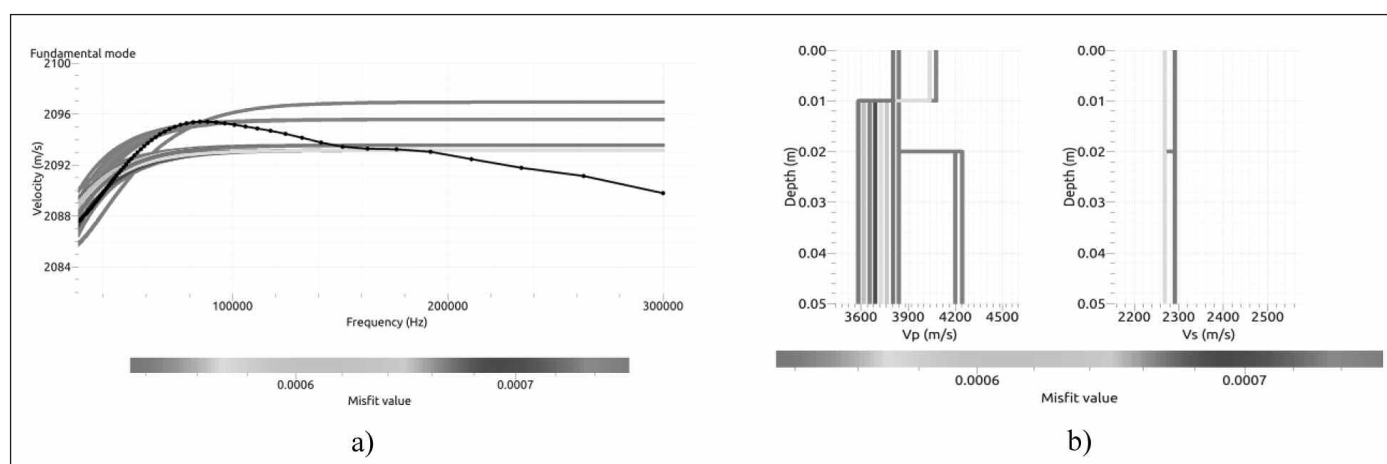 Fundamental mode
2100
2096
2092
2088
2084
Velocity (m/s)
100000
200000
300000
Frequency (Hz)
0.0006
0.0007
Misfit value
a)
0.00
0.01
0.02
0.03
0.04
0.05
Depth (m)
3600
3900
4200
4500
Vp (m/s)
0.00
0.01
0.02
0.03
0.04
0.05
Depth (m)
2200
2300
2400
2500
Vs (m/s)
0.0006
0.0007
Misfit value
b)